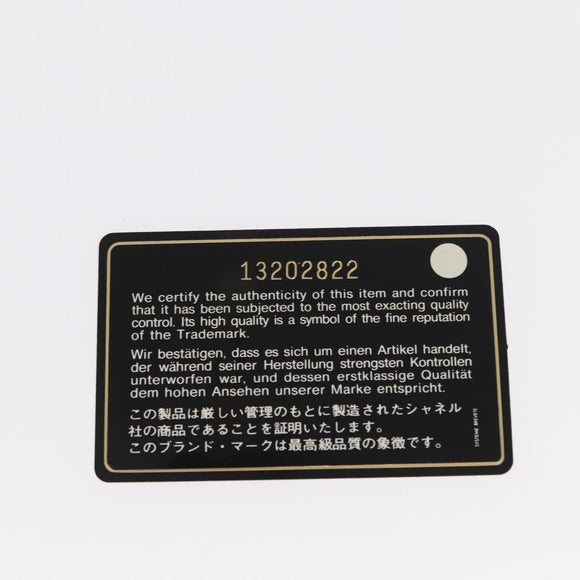 13202822
We certify the authenticity of this item and confirm
that it has been subjected to the most exacting quality
control. Its high quality is a symbol of the fine reputation
of the Trademark.
Wir bestätigen, dass es sich um einen Artikel handelt,
der während seiner Herstellung strengsten Kontrollen
unterworfen war, und dessen erstklassige Qualität
dem hohen Ansehen unserer Marke entspricht.
この製品は厳しい管理のもとに製造されたシャネル
社の商品であることを証明いたします。
このブランド・マークは最高級品質の象徴です。